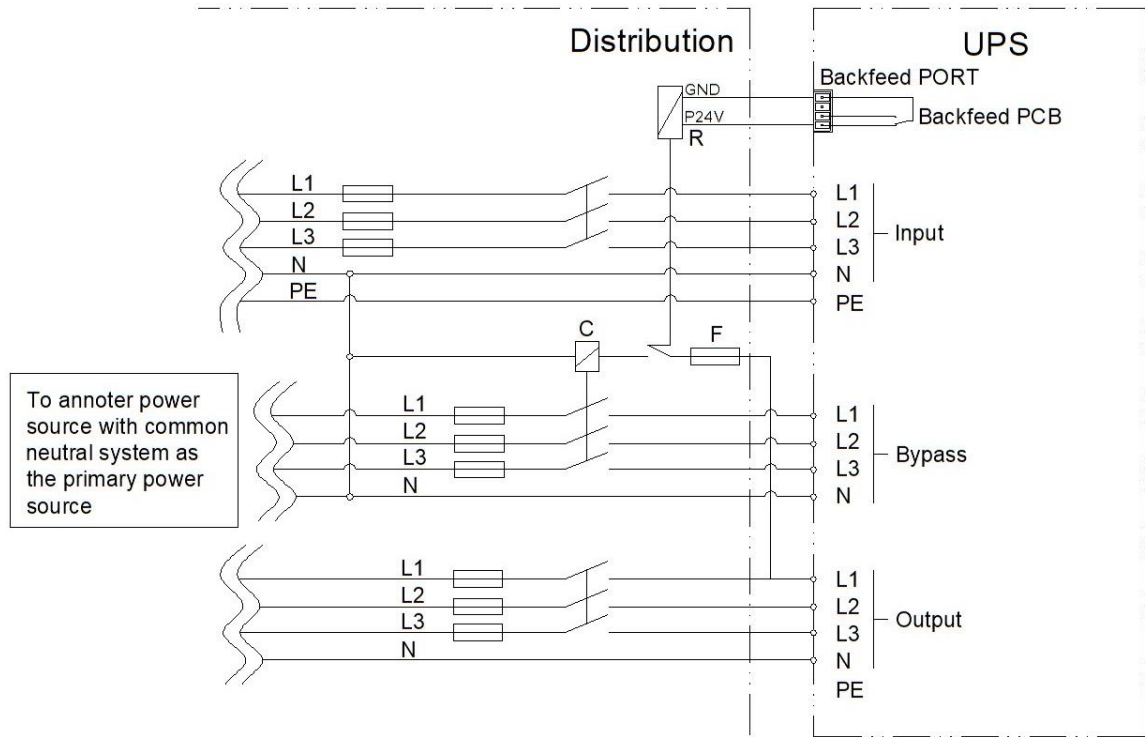 Distribution
UPS
Backfeed PORT
GND
P24V
Backfeed PCB
R
L1
L2
L3
N
PE
L1
L2
L3
N
PE
Input
C
F
To annoter power
source with common
neutral system as
the primary power
source
L1
L2
L3
N
L1
L2
L3
N
Bypass
L1
L2
L3
N
L1
L2
L3
N
PE
Output